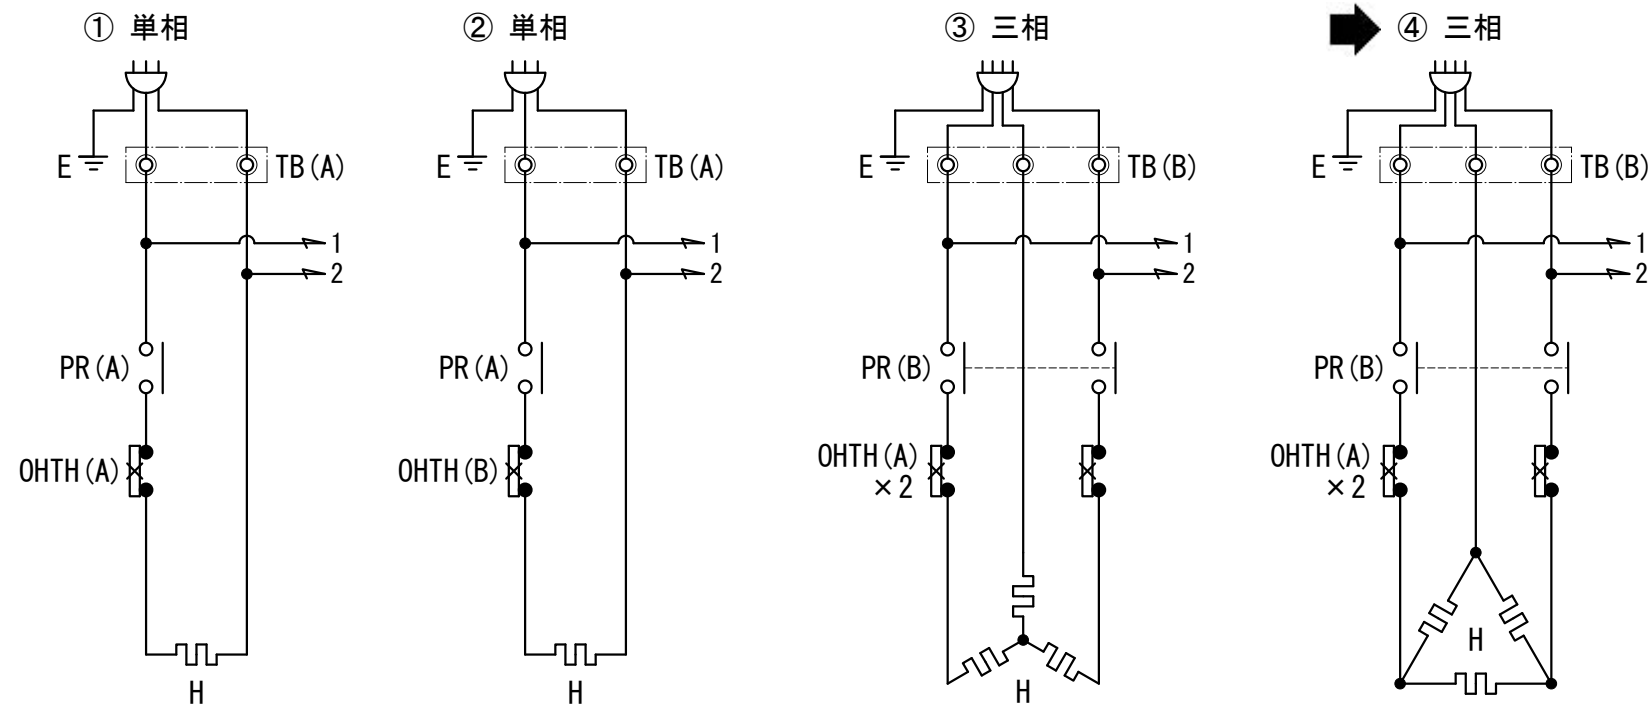 ① 単相
② 単相
③ 三相
④ 三相
E
TB(A)
E
TB(A)
E
TB(B)
E
TB(B)
1
1
1
1
2
2
2
2
PR(A)
PR(A)
PR(B)
PR(B)
OHTH(A)
OHTH(B)
OHTH(A)
×2
OHTH(A)
×2
H
H
H
H